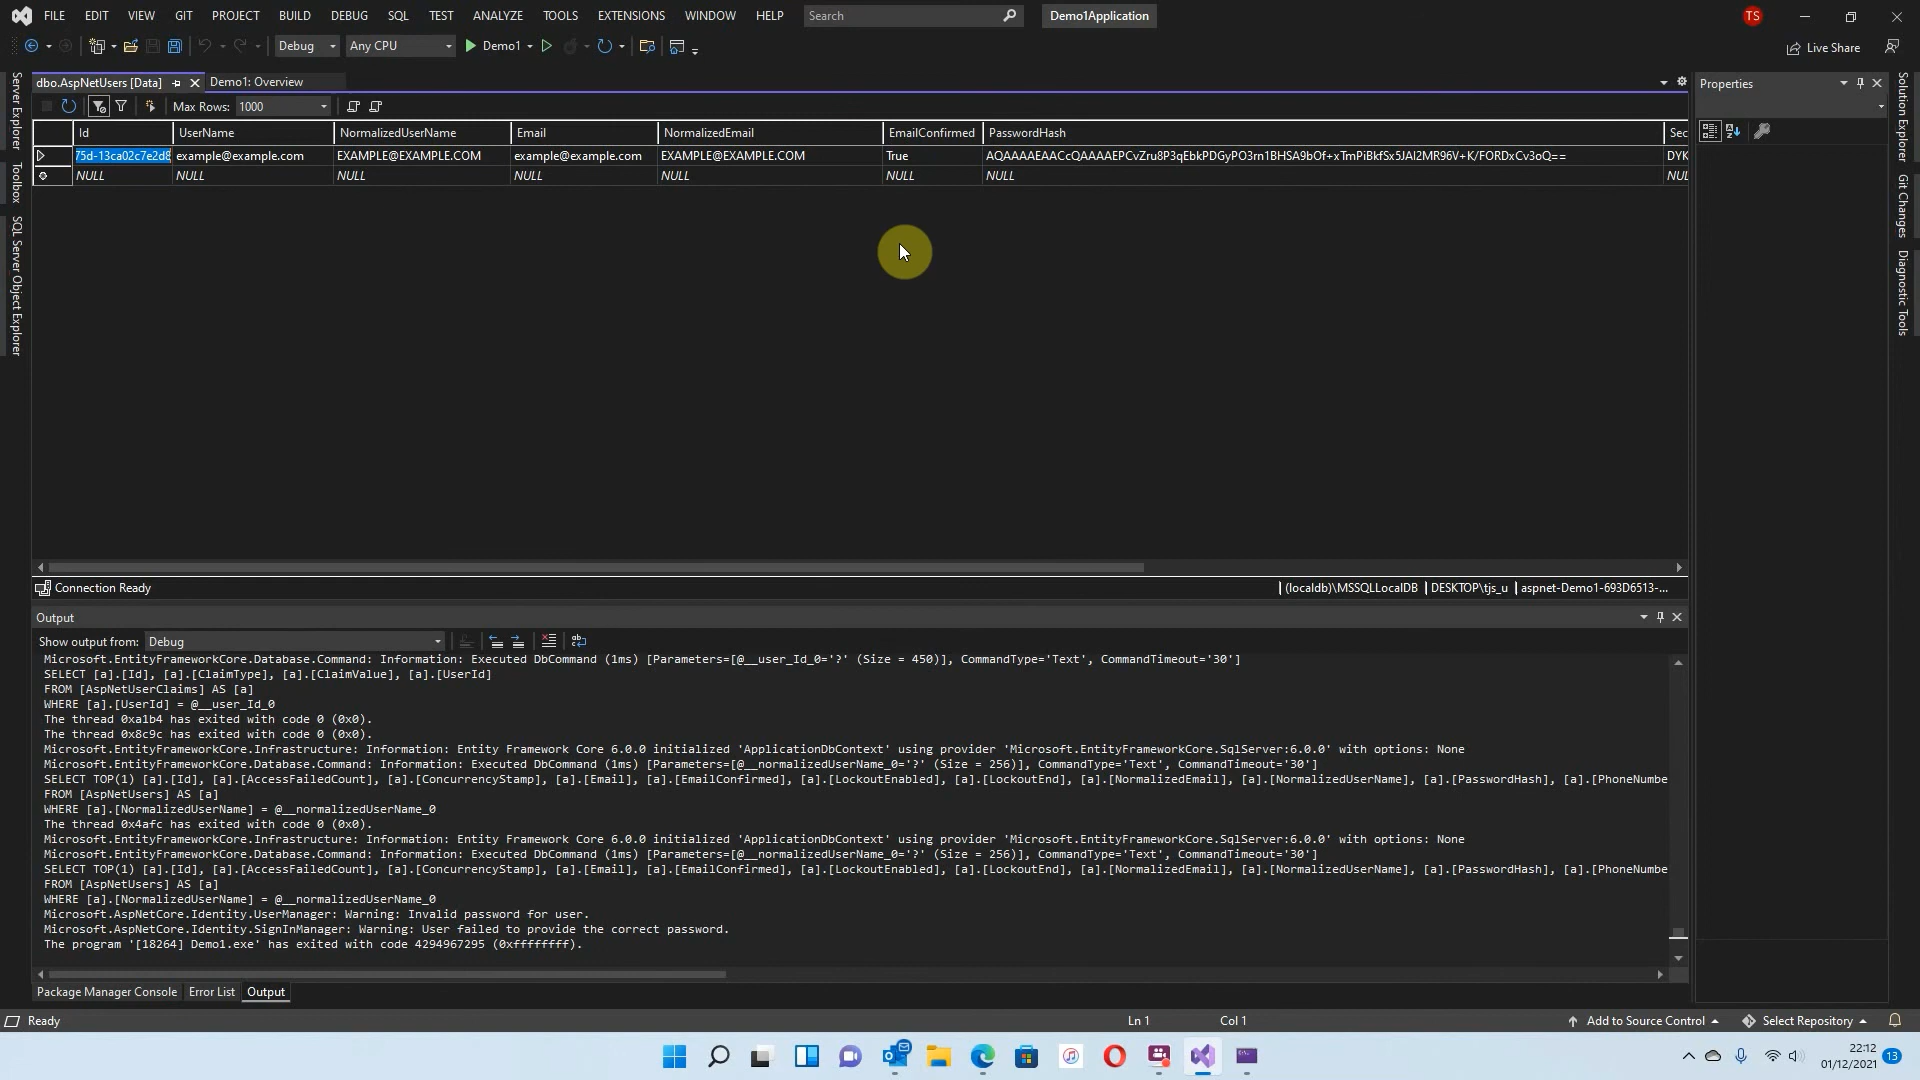 FILE EDIT VIEW GIT PROJECT BUILD DEBUG SQL TEST ANALYZE TOOLS EXTENSIONS WINDOW HELP Search Demo1Application TS
Debug Any CPU Demo1 Live Share
Server Explorer
Toolbox
SQL Server Object Explorer
dbo.AspNetUsers [Data] Demo1: Overview
Max Rows: 1000
Id UserName NormalizedUserName Email NormalizedEmail EmailConfirmed PasswordHash Sec
75d-13ca02c7e2d8 example@example.com EXAMPLE@EXAMPLE.COM example@example.com EXAMPLE@EXAMPLE.COM True AQAAAAEAACcQAAAAEPCvZru8P3qEbkPDGyPO3rn1BHSA9bOf+xTmPiBkfSx5JAI2MR96V+K/FORDxCv3oQ== DYK
NULL NULL NULL NULL NULL NULL NULL NUL
Connection Ready (localdb)\MSSQLLocalDB DESKTOP\tjs_u aspnet-Demo1-693D6513-...
Output
Show output from: Debug
Microsoft.EntityFrameworkCore.Database.Command: Information: Executed DbCommand (1ms) [Parameters=[@__user_Id_0='?' (Size = 450)], CommandType='Text', CommandTimeout='30']
SELECT [a].[Id], [a].[ClaimType], [a].[ClaimValue], [a].[UserId]
FROM [AspNetUserClaims] AS [a]
WHERE [a].[UserId] = @__user_Id_0
The thread 0xa1b4 has exited with code 0 (0x0).
The thread 0x8c9c has exited with code 0 (0x0).
Microsoft.EntityFrameworkCore.Infrastructure: Information: Entity Framework Core 6.0.0 initialized 'ApplicationDbContext' using provider 'Microsoft.EntityFrameworkCore.SqlServer:6.0.0' with options: None
Microsoft.EntityFrameworkCore.Database.Command: Information: Executed DbCommand (1ms) [Parameters=[@__normalizedUserName_0='?' (Size = 256)], CommandType='Text', CommandTimeout='30']
SELECT TOP(1) [a].[Id], [a].[AccessFailedCount], [a].[ConcurrencyStamp], [a].[Email], [a].[EmailConfirmed], [a].[LockoutEnabled], [a].[LockoutEnd], [a].[NormalizedEmail], [a].[NormalizedUserName], [a].[PasswordHash], [a].[PhoneNumbe
FROM [AspNetUsers] AS [a]
WHERE [a].[NormalizedUserName] = @__normalizedUserName_0
The thread 0x4afc has exited with code 0 (0x0).
Microsoft.EntityFrameworkCore.Infrastructure: Information: Entity Framework Core 6.0.0 initialized 'ApplicationDbContext' using provider 'Microsoft.EntityFrameworkCore.SqlServer:6.0.0' with options: None
Microsoft.EntityFrameworkCore.Database.Command: Information: Executed DbCommand (1ms) [Parameters=[@__normalizedUserName_0='?' (Size = 256)], CommandType='Text', CommandTimeout='30']
SELECT TOP(1) [a].[Id], [a].[AccessFailedCount], [a].[ConcurrencyStamp], [a].[Email], [a].[EmailConfirmed], [a].[LockoutEnabled], [a].[LockoutEnd], [a].[NormalizedEmail], [a].[NormalizedUserName], [a].[PasswordHash], [a].[PhoneNumbe
FROM [AspNetUsers] AS [a]
WHERE [a].[NormalizedUserName] = @__normalizedUserName_0
Microsoft.AspNetCore.Identity.UserManager: Warning: Invalid password for user.
Microsoft.AspNetCore.Identity.SignInManager: Warning: User failed to provide the correct password.
The program '[18264] Demo1.exe' has exited with code 4294967295 (0xffffffff).
Package Manager Console Error List Output
Properties
Solution Explorer
Git Changes
Diagnostic Tools
Ready Ln 1 Col 1 Add to Source Control Select Repository
22:12
01/12/2021 13